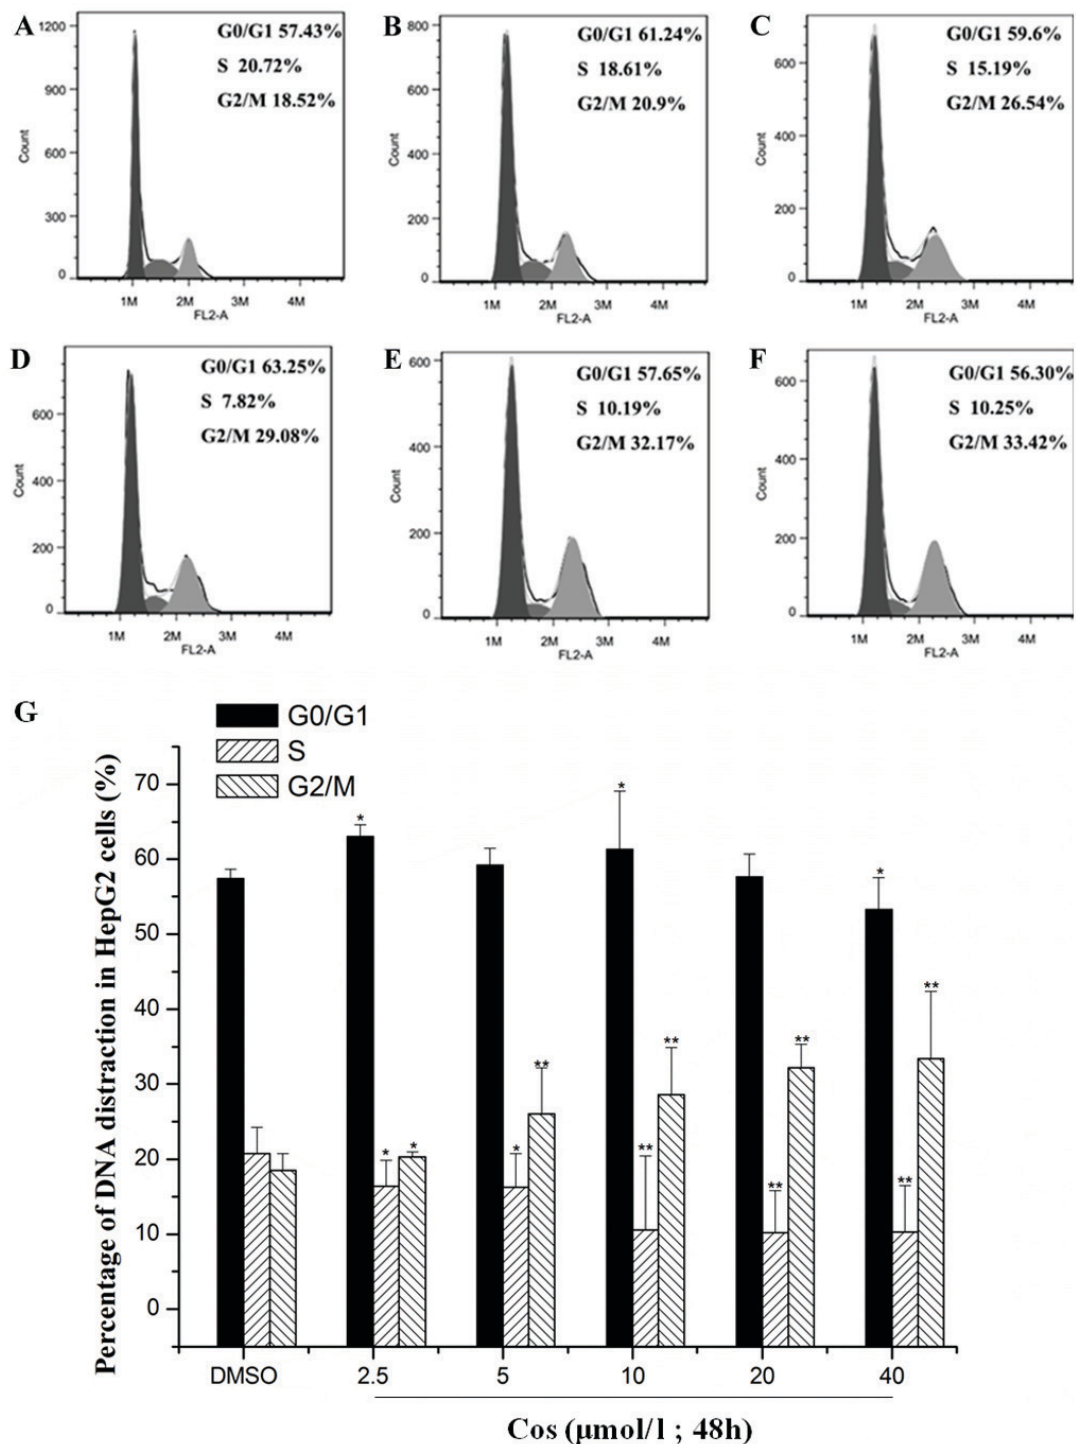 A
1200
900
600
300
0
Count
G0/G1 57.43%
S 20.72%
G2/M 18.52%
1M 2M 3M 4M
FL2-A
B
800
600
400
200
0
Count
G0/G1 61.24%
S 18.61%
G2/M 20.9%
1M 2M 3M 4M
FL2-A
C
600
400
200
0
Count
G0/G1 59.6%
S 15.19%
G2/M 26.54%
1M 2M 3M 4M
FL2-A
D
600
400
200
0
Count
G0/G1 63.25%
S 7.82%
G2/M 29.08%
1M 2M 3M 4M
FL2-A
E
600
400
200
0
Count
G0/G1 57.65%
S 10.19%
G2/M 32.17%
1M 2M 3M 4M
FL2-A
F
600
400
200
0
Count
G0/G1 56.30%
S 10.25%
G2/M 33.42%
1M 2M 3M 4M
FL2-A
G
G0/G1
S
G2/M
Percentage of DNA distraction in HepG2 cells (%)
70
60
50
40
30
20
10
0
* * *
* **
* ** **
** **
* ** **
DMSO 2.5 5 10 20 40
Cos (μmol/l ; 48h)